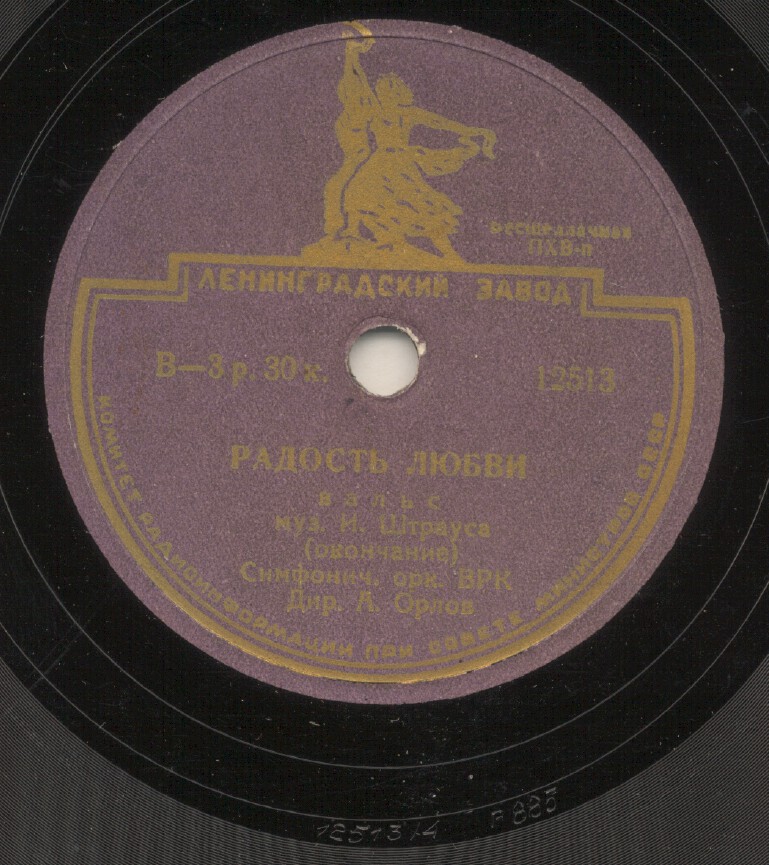 Бесшеллачная
ПХВ-п
ЛЕНИНГРАДСКИЙ ЗАВОД
В—3 р. 30 к.
12513
РАДОСТЬ ЛЮБВИ
вальс
муз. И. Штрауса
(окончание)
Симфонич. орк. ВРК
Дир. А. Орлов
КОМИТЕТ РАДИОИНФОРМАЦИИ ПРИ СОВЕТЕ МИНИСТРОВ СССР
12513/4
Г 885